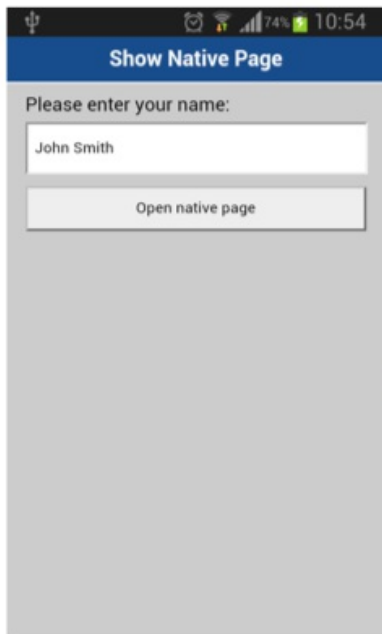 74% 10:54
Show Native Page
Please enter your name:
John Smith
Open native page